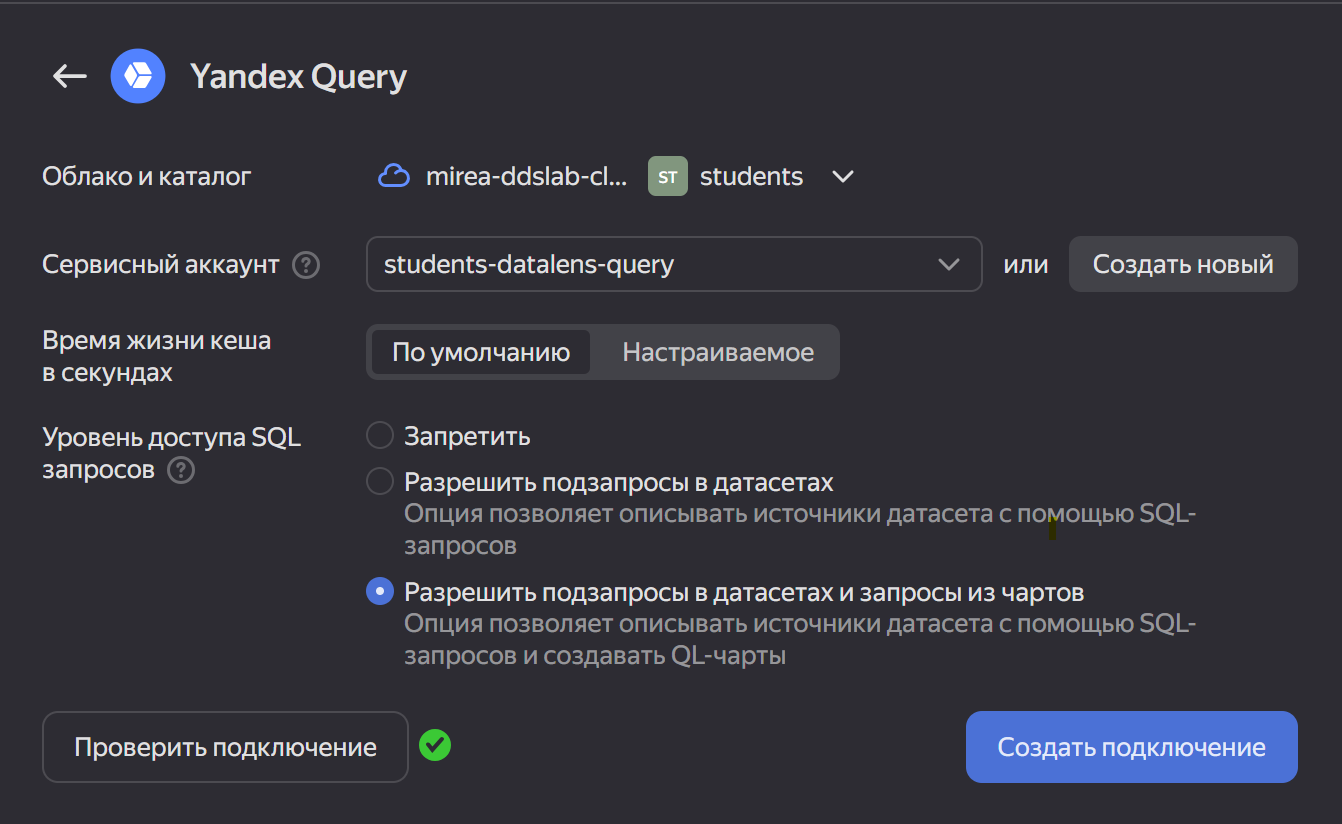 Yandex Query
Облако и каталог
mirea-ddslab-cl... ST students
Сервисный аккаунт ?
students-datalens-query
или
Создать новый
Время жизни кеша
в секундах
По умолчанию Настраиваемое
Уровень доступа SQL
запросов ?
Запретить
Разрешить подзапросы в датасетах
Опция позволяет описывать источники датасета с помощью SQL-
запросов
Разрешить подзапросы в датасетах и запросы из чартов
Опция позволяет описывать источники датасета с помощью SQL-
запросов и создавать QL-чарты
Проверить подключение
Создать подключение